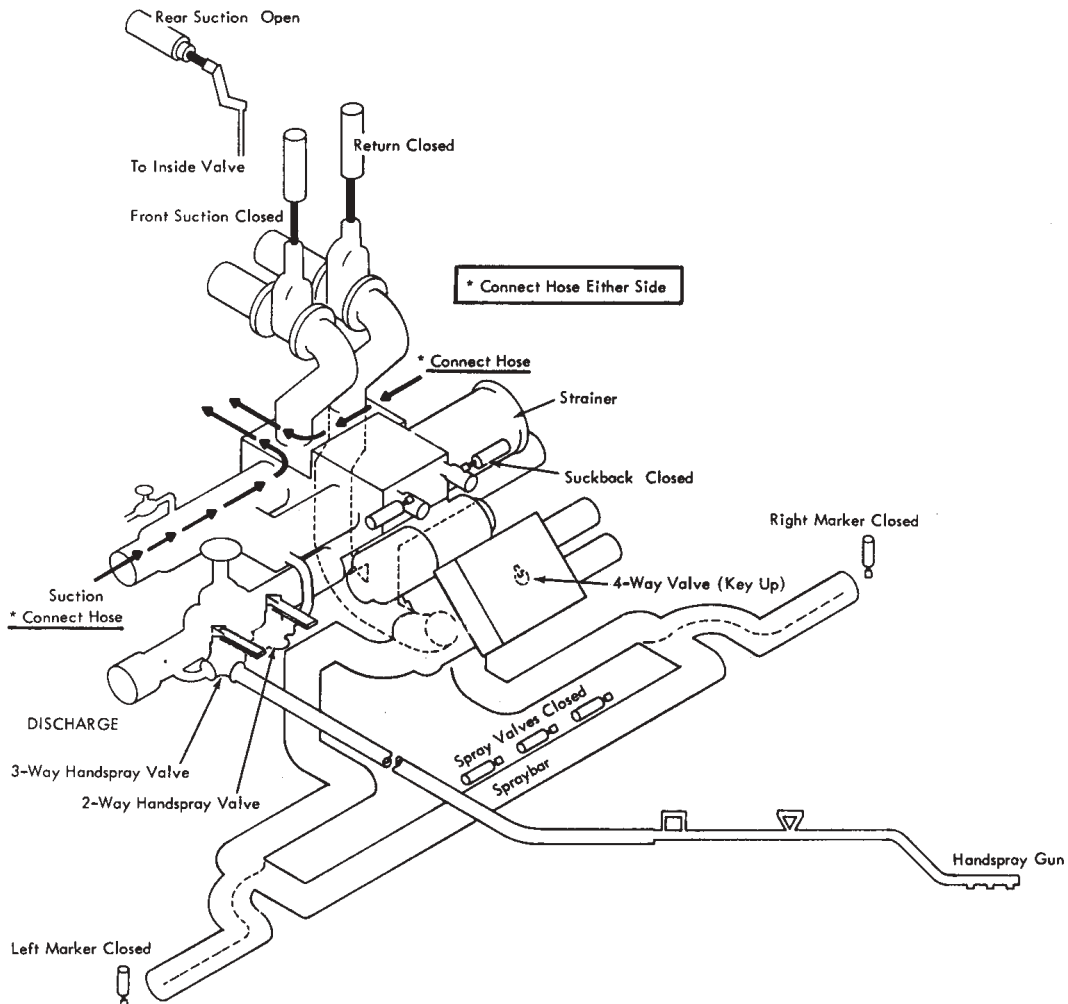 Rear Suction Open
To Inside Valve
Return Closed
Front Suction Closed
* Connect Hose Either Side
* Connect Hose
Strainer
Suckback Closed
Right Marker Closed
4-Way Valve (Key Up)
Suction
* Connect Hose
DISCHARGE
3-Way Handspray Valve
2-Way Handspray Valve
Spray Valves Closed
Spraybar
Handspray Gun
Left Marker Closed